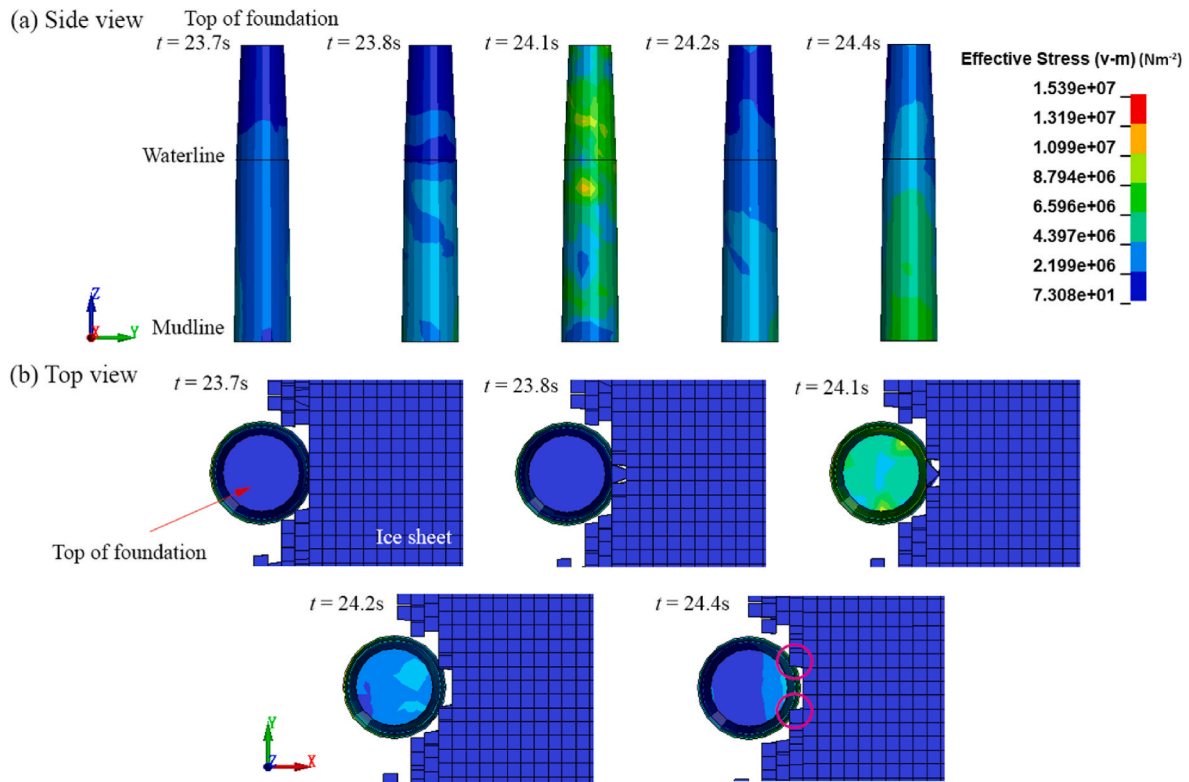 (a) Side view
Top of foundation
t = 23.7s
t = 23.8s
t = 24.1s
t = 24.2s
t = 24.4s
Effective Stress (v-m) (Nm⁻²)
1.539e+07
1.319e+07
1.099e+07
8.794e+06
6.596e+06
4.397e+06
2.199e+06
7.308e+01
Waterline
Mudline
Z
X
Y
(b) Top view
t = 23.7s
t = 23.8s
t = 24.1s
Top of foundation
Ice sheet
t = 24.2s
t = 24.4s
Y
Z
X